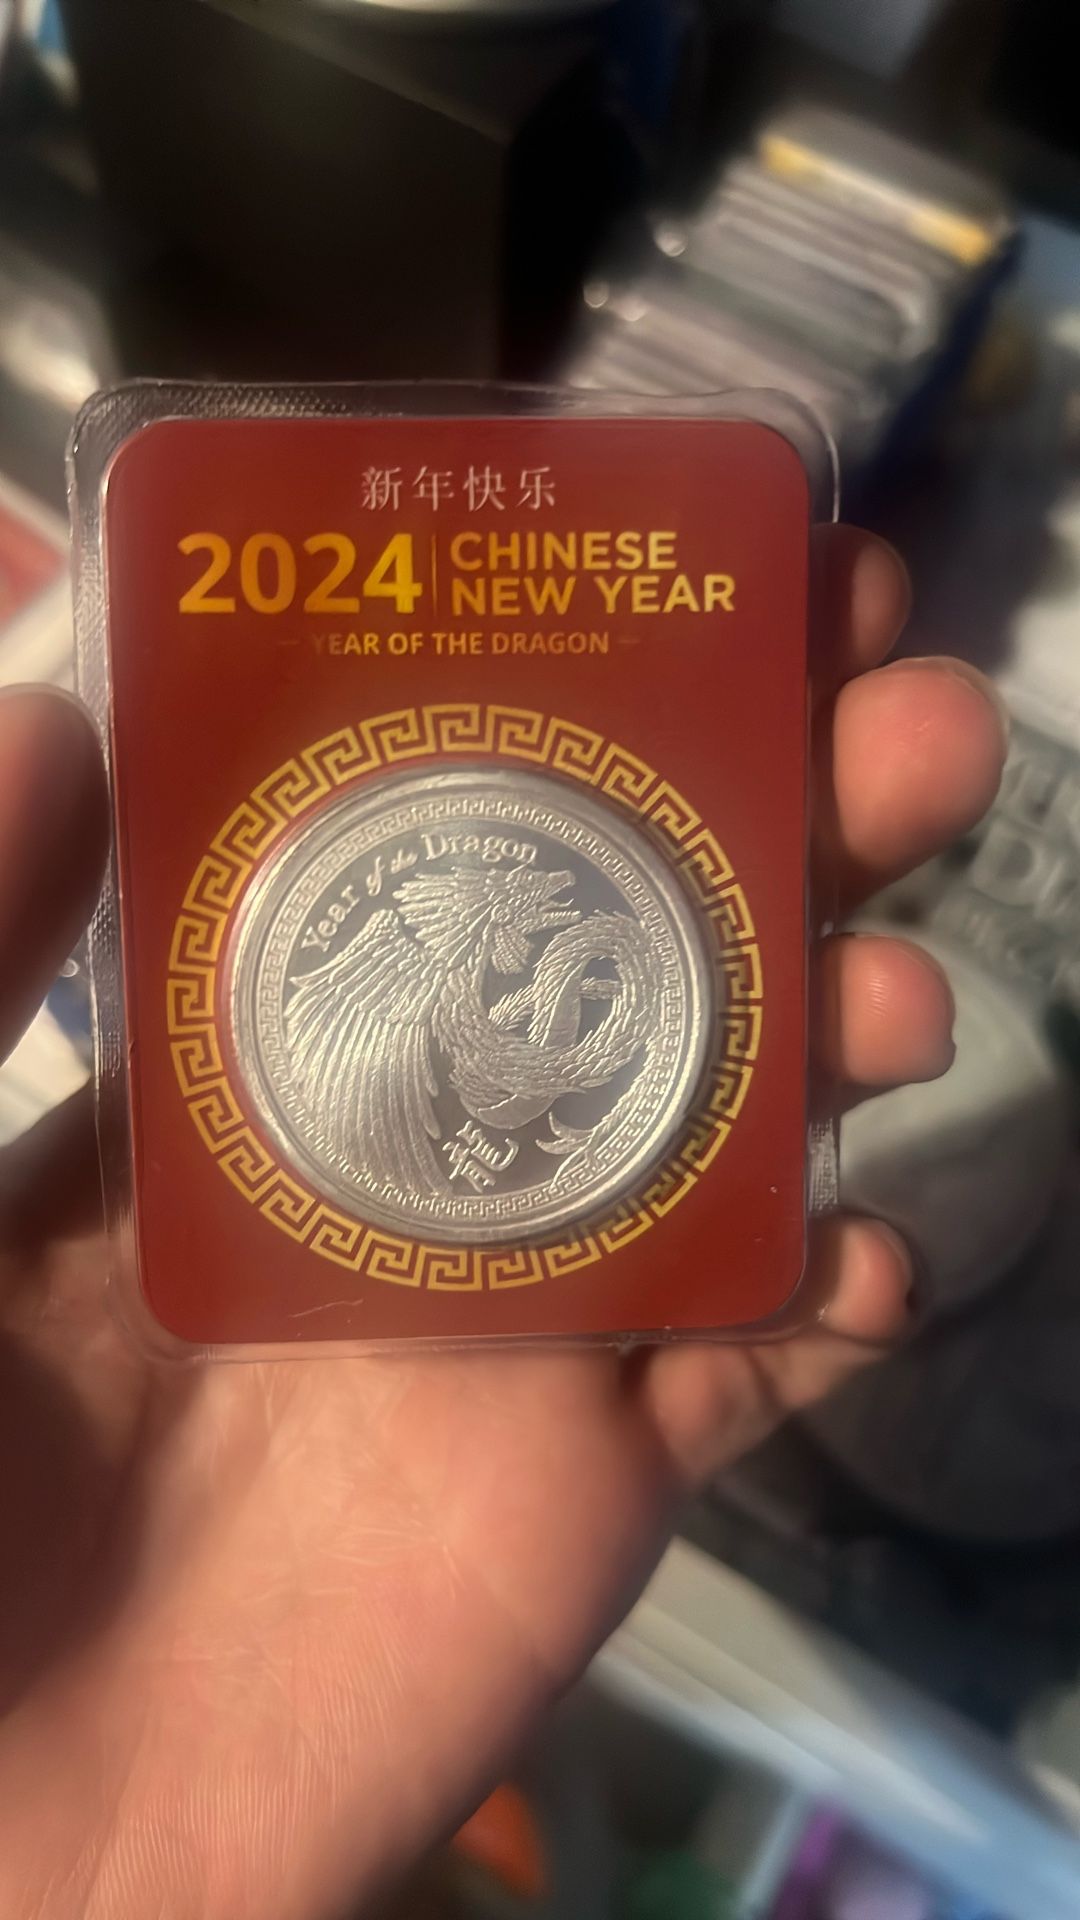 新年快乐
2024 CHINESE
NEW YEAR
YEAR OF THE DRAGON
Year of the Dragon
龍